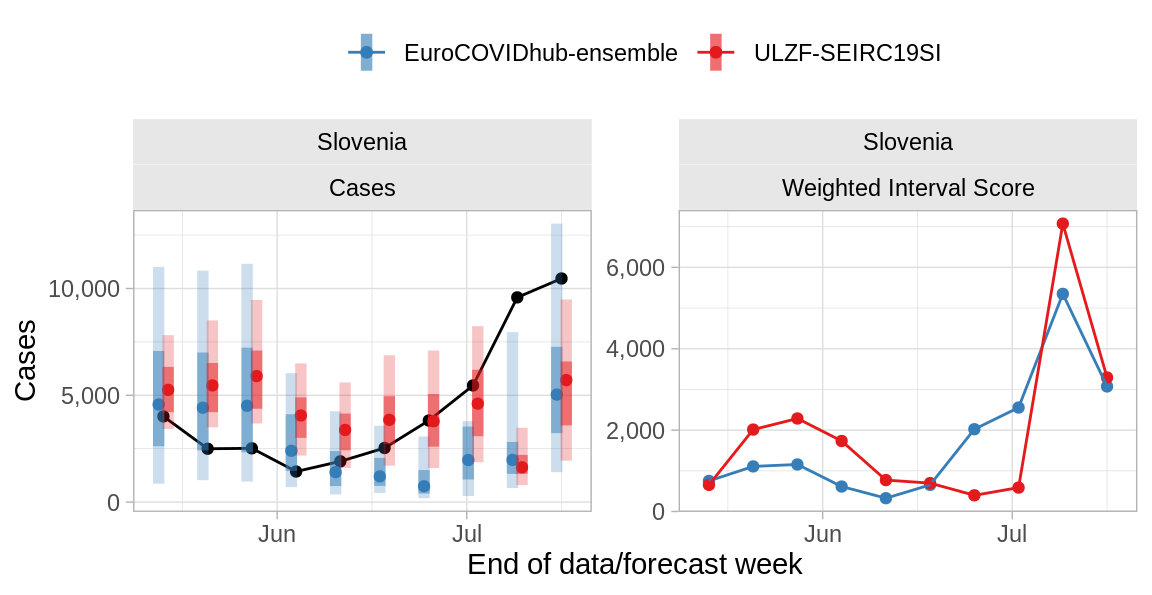 EuroCOVIDhub-ensemble ULZF-SEIRC19SI
Slovenia Slovenia
Cases Weighted Interval Score
Cases
10,000
5,000
0
6,000
4,000
2,000
0
Jun Jul Jun Jul
End of data/forecast week